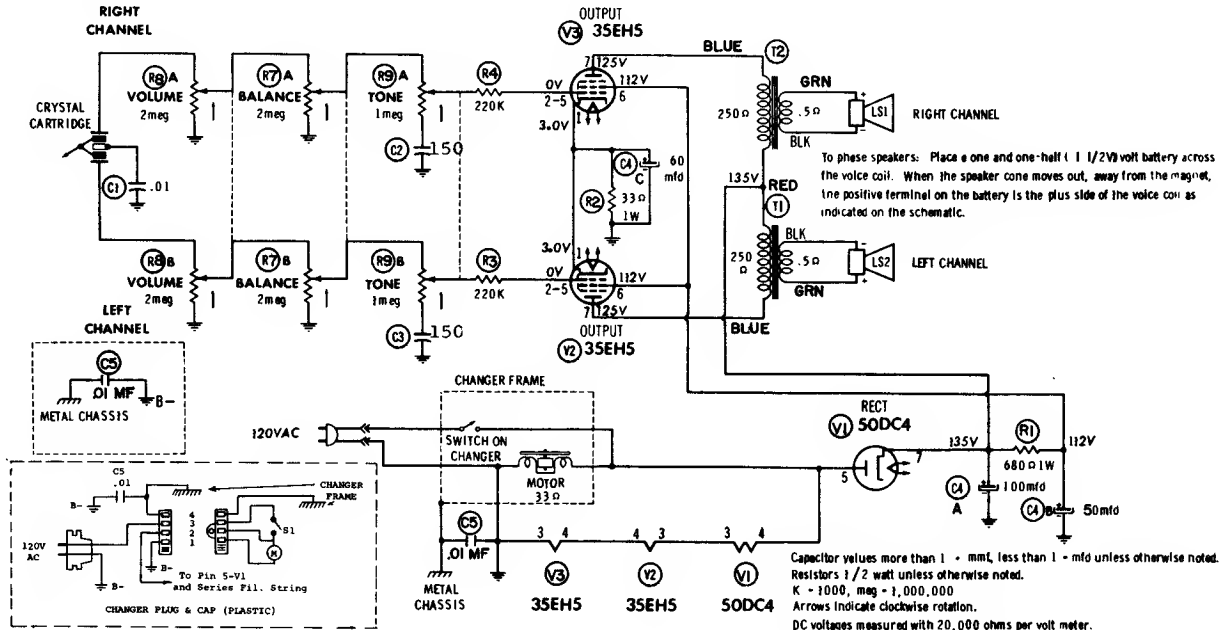 RIGHT
CHANNEL
R8 A
VOLUME
2meg
R7 A
BALANCE
2meg
R9 A
TONE
1meg
R4
220K
C2 150
CRYSTAL
CARTRIDGE
C1 .01
OUTPUT
V3 35EH5
7 125V
0V
2-5
112V
6
1
3.0V
BLUE
T2
GRN
250Ω
.5Ω
BLK
+
−
LS1
RIGHT CHANNEL
C4
C
60
mfd
R2
33Ω
1W
135V
RED
T1
To phase speakers: Place a one and one-half ( 1 1/2V) volt battery across
the voice coil. When the speaker cone moves out, away from the magnet,
the positive terminal on the battery is the plus side of the voice coil as
indicated on the schematic.
R8 B
VOLUME
2meg
R7 B
BALANCE
2meg
R9 B
TONE
1meg
R3
220K
C3 150
3.0V
1
0V
2-5
112V
6
7 125V
OUTPUT
V2 35EH5
BLUE
BLK
250
Ω
.5Ω
GRN
−
+
LS2
LEFT CHANNEL
LEFT
CHANNEL
C5
.01 MF
B-
METAL CHASSIS
CHANGER FRAME
120VAC
SWITCH ON
CHANGER
MOTOR
33Ω
RECT
V1 50DC4
5
7
135V
R1
680Ω 1W
112V
C4
A
100mfd
C4 B
50mfd
C5
.01 MF
METAL
CHASSIS
3 4
V3
35EH5
4 3
V2
35EH5
3 4
V1
50DC4
C5
.01
B-
CHANGER
FRAME
4
3
2
1
S1
M
120V
AC
B-
To Pin 5-V1
and Series Fil. String
CHANGER PLUG & CAP (PLASTIC)
Capacitor values more than 1 - mmf, less than 1 - mfd unless otherwise noted.
Resistors 1/2 watt unless otherwise noted.
K - 1000, meg - 1,000,000
Arrows indicate clockwise rotation.
DC voltages measured with 20,000 ohms per volt meter.